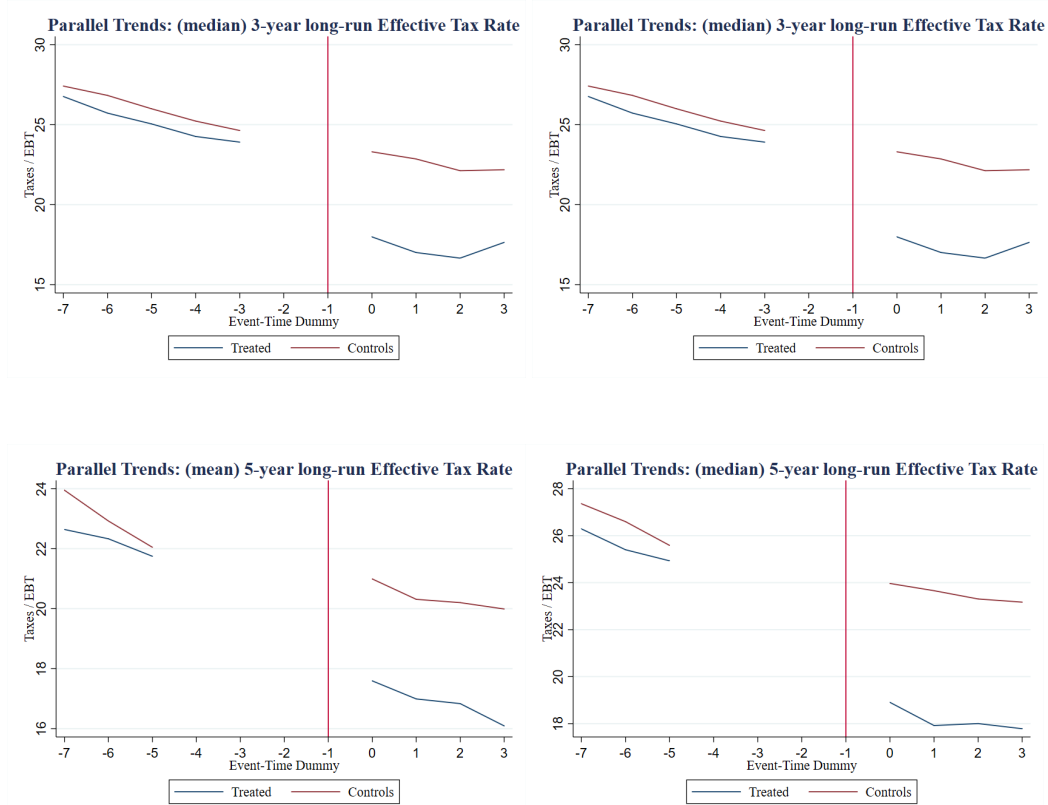 Parallel Trends: (median) 3-year long-run Effective Tax Rate
30
25
20
15
Taxes / EBT
-7 -6 -5 -4 -3 -2 -1 0 1 2 3
Event-Time Dummy
Treated Controls
Parallel Trends: (median) 3-year long-run Effective Tax Rate
30
25
20
15
Taxes / EBT
-7 -6 -5 -4 -3 -2 -1 0 1 2 3
Event-Time Dummy
Treated Controls
Parallel Trends: (mean) 5-year long-run Effective Tax Rate
24
22
20
18
16
Taxes / EBT
-7 -6 -5 -4 -3 -2 -1 0 1 2 3
Event-Time Dummy
Treated Controls
Parallel Trends: (median) 5-year long-run Effective Tax Rate
28
26
24
22
20
18
Taxes / EBT
-7 -6 -5 -4 -3 -2 -1 0 1 2 3
Event-Time Dummy
Treated Controls